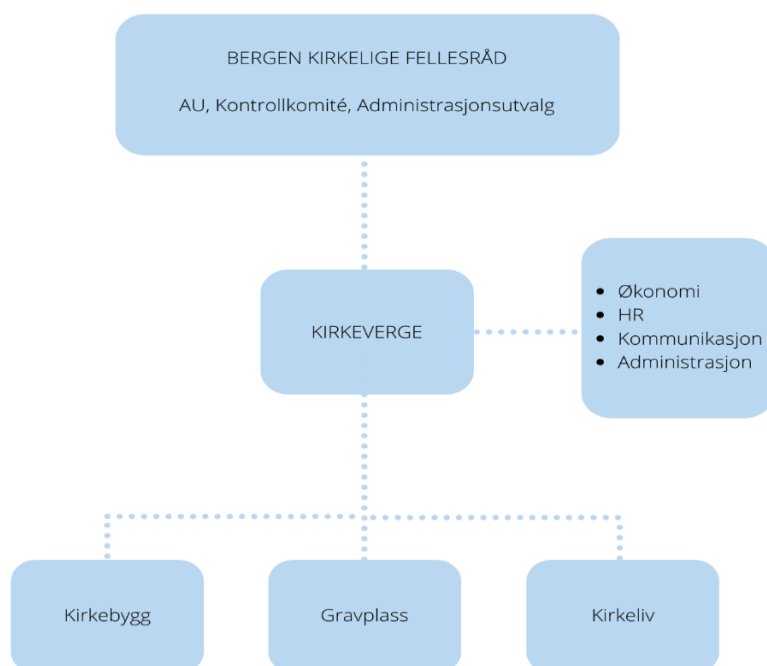 BERGEN KIRKELIGE FELLESRÅD
AU, Kontrollkomité, Administrasjonsutvalg
KIRKEVERGE
• Økonomi
• HR
• Kommunikasjon
• Administrasjon
Kirkebygg
Gravplass
Kirkeliv